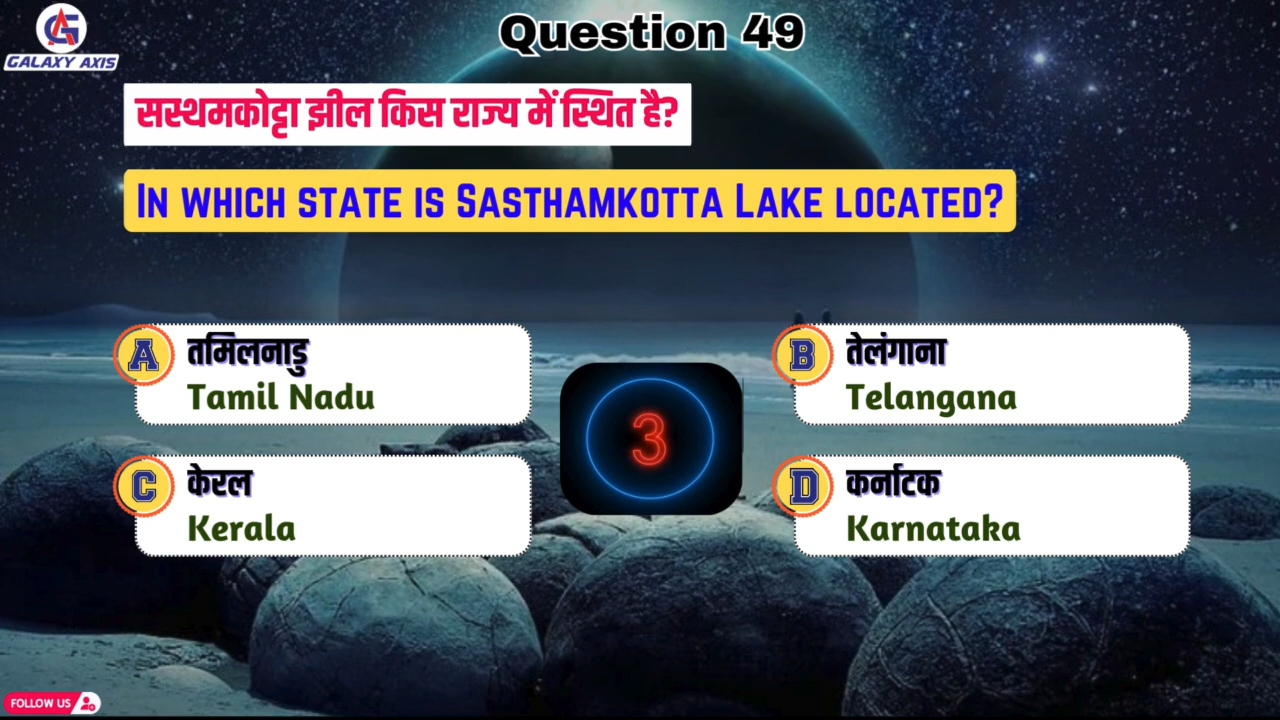 GALAXY AXIS
Question 49
सस्थमकोट्टा झील किस राज्य में स्थित है?
In which state is Sasthamkotta Lake located?
A
तमिलनाडु
Tamil Nadu
B
तेलंगाना
Telangana
3
C
केरल
Kerala
D
कर्नाटक
Karnataka
FOLLOW US